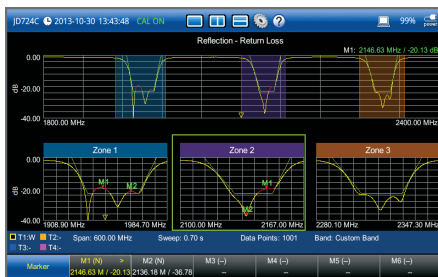 JD724C 2013-10-30 13:43:48 CAL ON 99% power
Reflection - Return Loss
M1: 2146.63 MHz / -20.13 dB
0.00
dB
-20.00
-40.00
1800.00 MHz 2400.00 MHz
Zone 1 Zone 2 Zone 3
0.00
M1 M2 M1
dB
-20.00
M2
-40.00
1908.90 MHz 1984.70 MHz 2100.00 MHz 2167.00 MHz 2280.10 MHz 2347.30 MHz
T1:W T2:- Span: 600.00 MHz Sweep: 0.70 s Data Points: 1001 Band: Custom Band
T3:- T4:-
Marker M1 (N) > M2 (N) M3 (--) M4 (--) M5 (--) M6 (--)
2146.63 M / -20.13 2136.18 M / -36.78 -- -- -- --